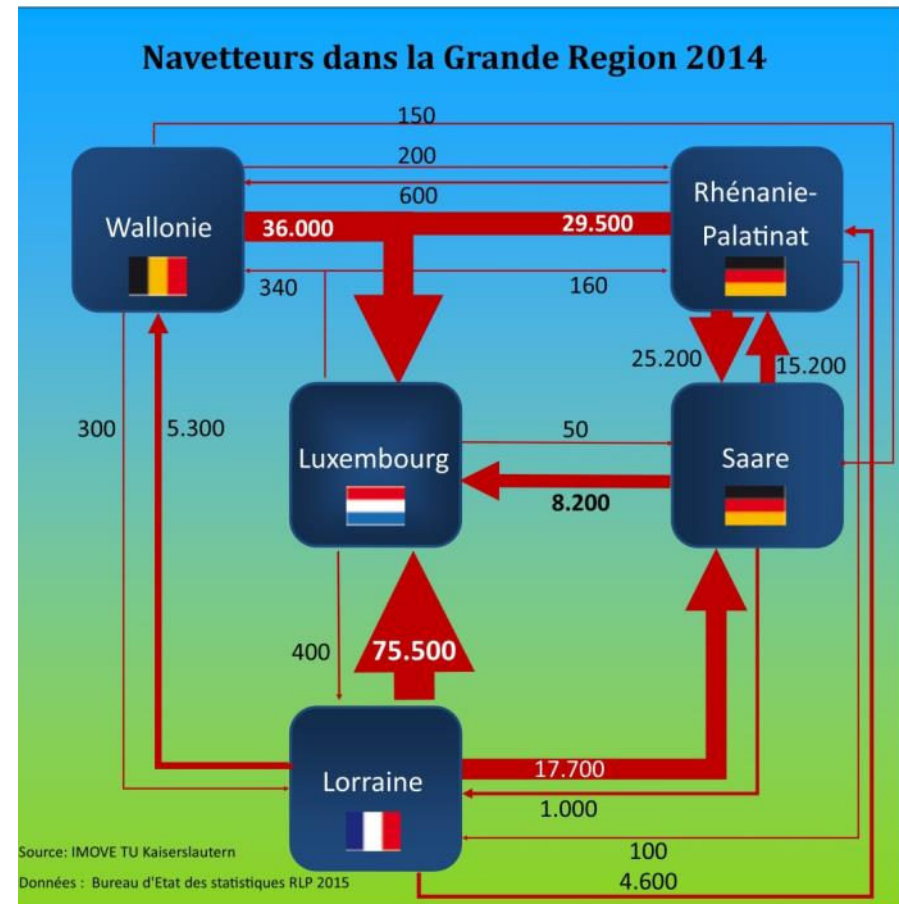 Navetteurs dans la Grande Region 2014
150
200
600
Wallonie
Rhénanie-
Palatinat
36.000
29.500
340
160
25.200
15.200
300
5.300
50
Luxembourg
Saare
8.200
400
75.500
Lorraine
17.700
1.000
100
4.600
Source: IMOVE TU Kaiserslautern
Données : Bureau d'Etat des statistiques RLP 2015